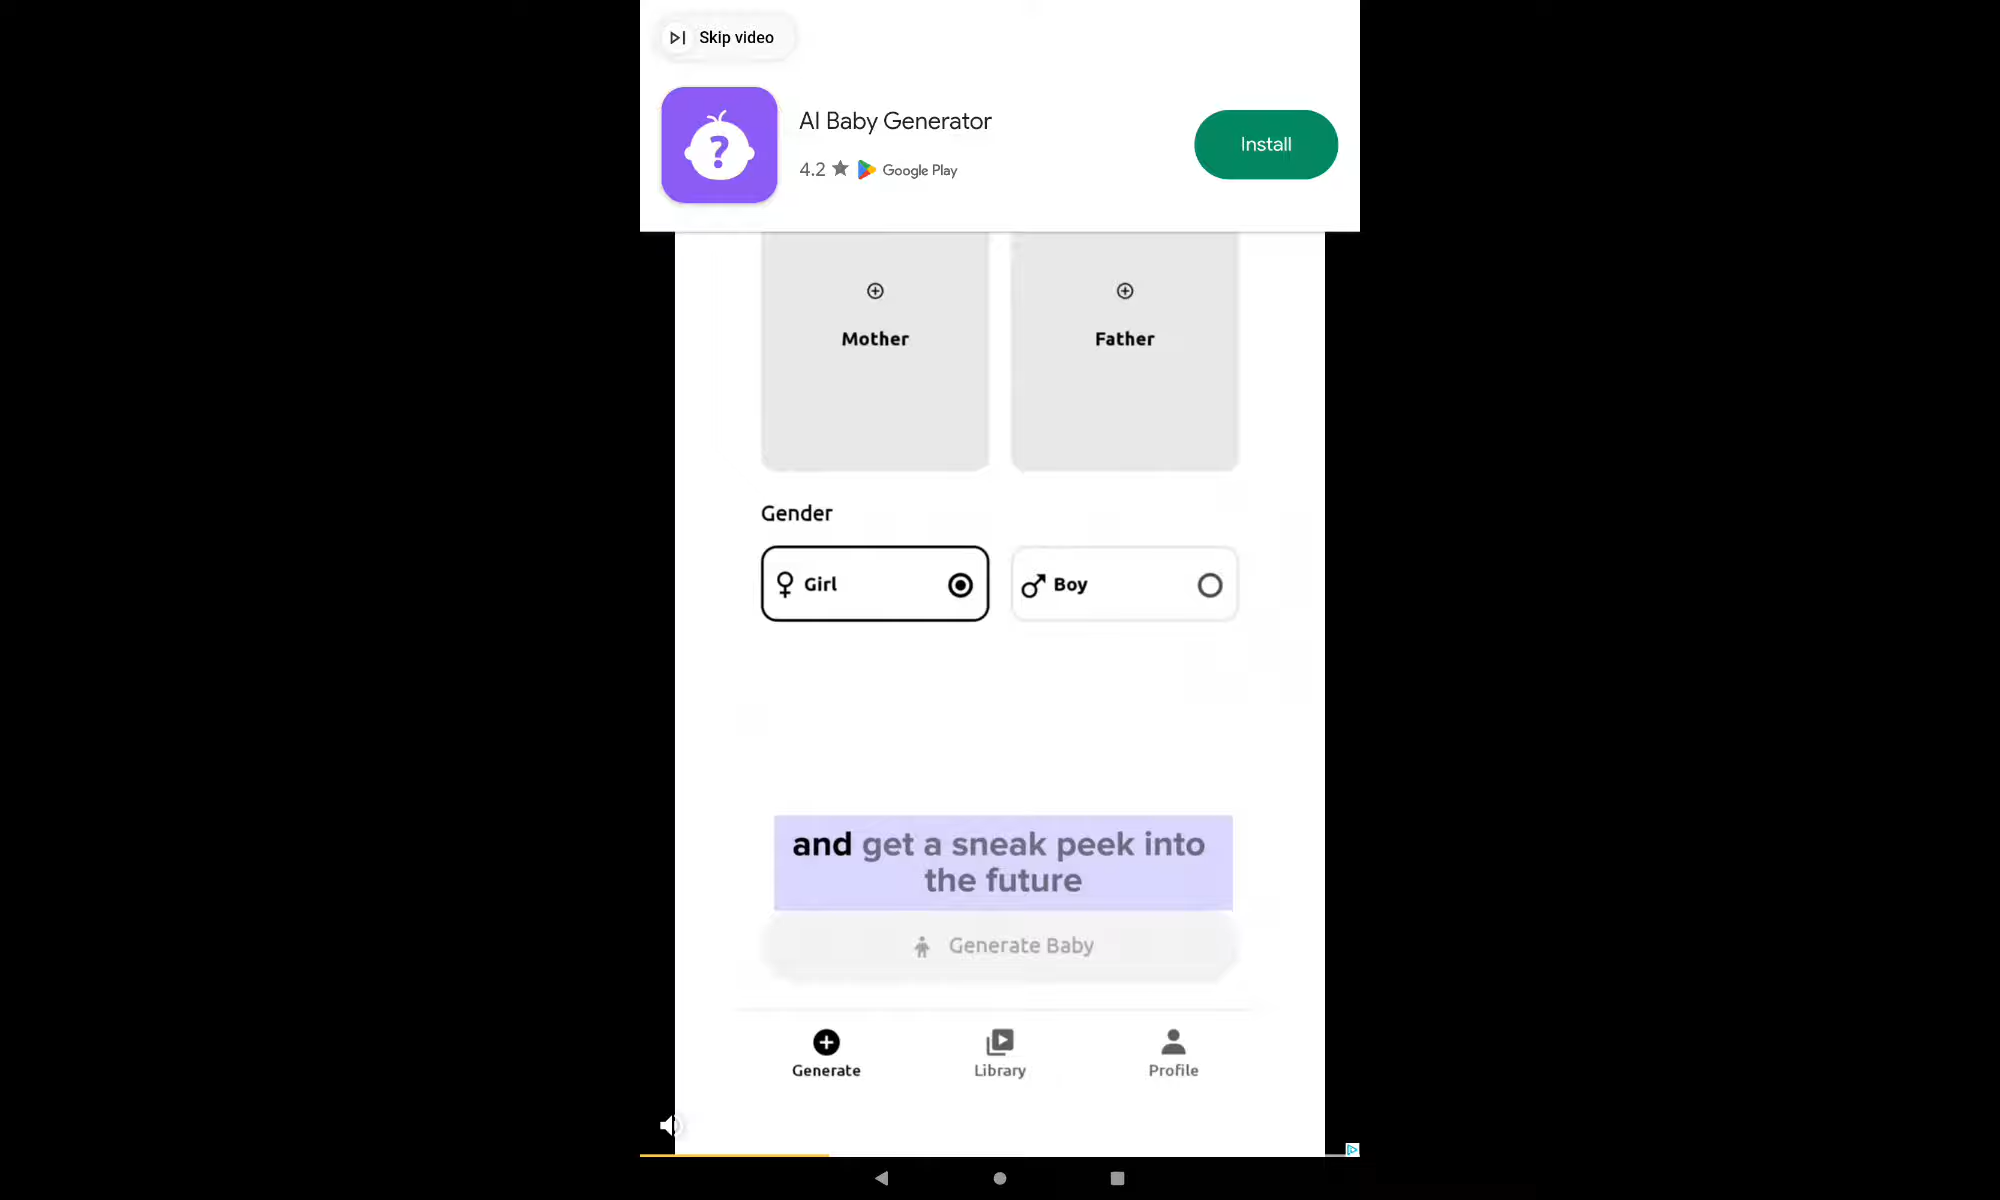 Skip video
AI Baby Generator
Install
4.2 ★ Google Play
Mother
Father
Gender
Girl
Boy
and get a sneak peek into
the future
Generate Baby
Generate
Library
Profile